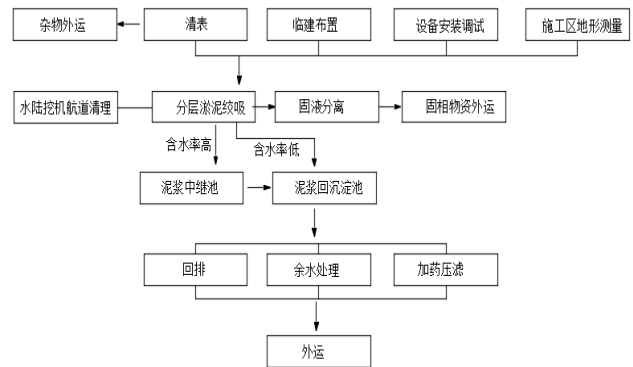 杂物外运
清表
临建布置
设备安装调试
施工区地形测量
水陆挖机航道清理
分层淤泥绞吸
固液分离
固相物资外运
含水率高
含水率低
泥浆中继池
泥浆回沉淀池
回排
余水处理
加药压滤
外运